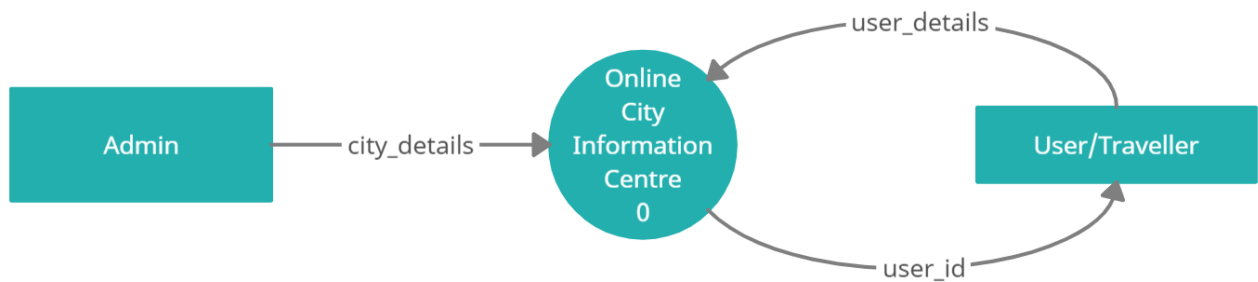 user_details
Admin
city_details
Online
City
Information
Centre
0
User/Traveller
user_id